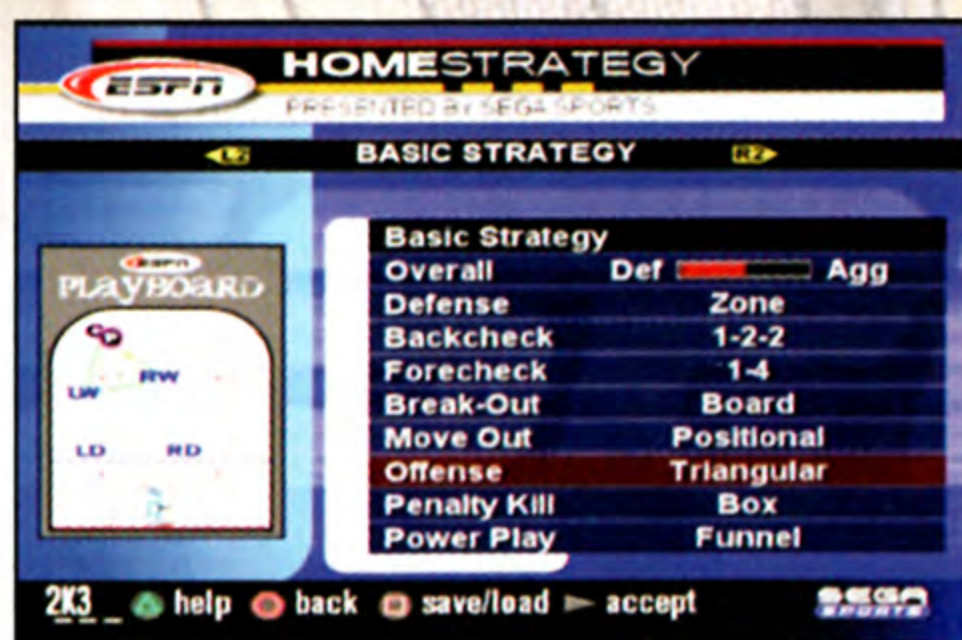 ESPN
HOMESTRATEGY
PRESENTED BY SEGA SPORTS
L2 BASIC STRATEGY R2
ESPN
PLAYBOARD
C
RW
LW
LD RD
Basic Strategy
Overall Def Agg
Defense Zone
Backcheck 1-2-2
Forecheck 1-4
Break-Out Board
Move Out Positional
Offense Triangular
Penalty Kill Box
Power Play Funnel
2K3 help back save/load accept
SEGA
SPORTS